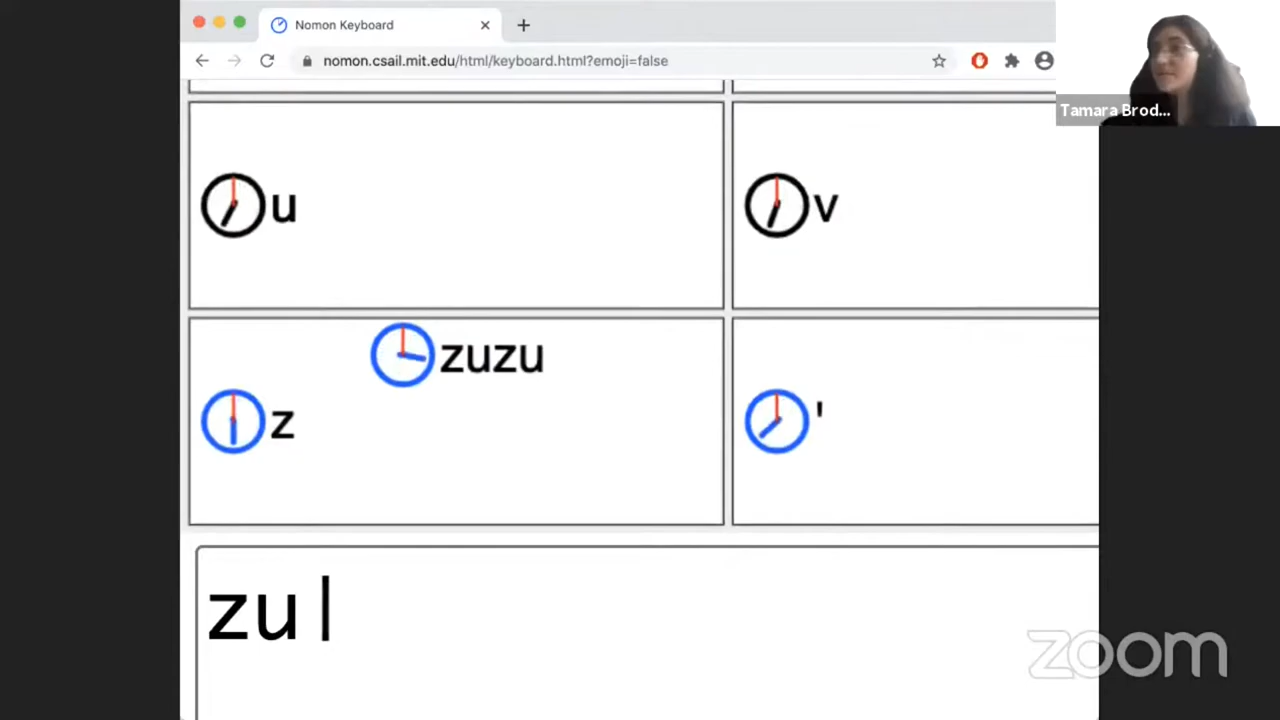 Nomon Keyboard
nomon.csail.mit.edu/html/keyboard.html?emoji=false
Tamara Brod...
u
v
zuzu
z
'
zu
zoom